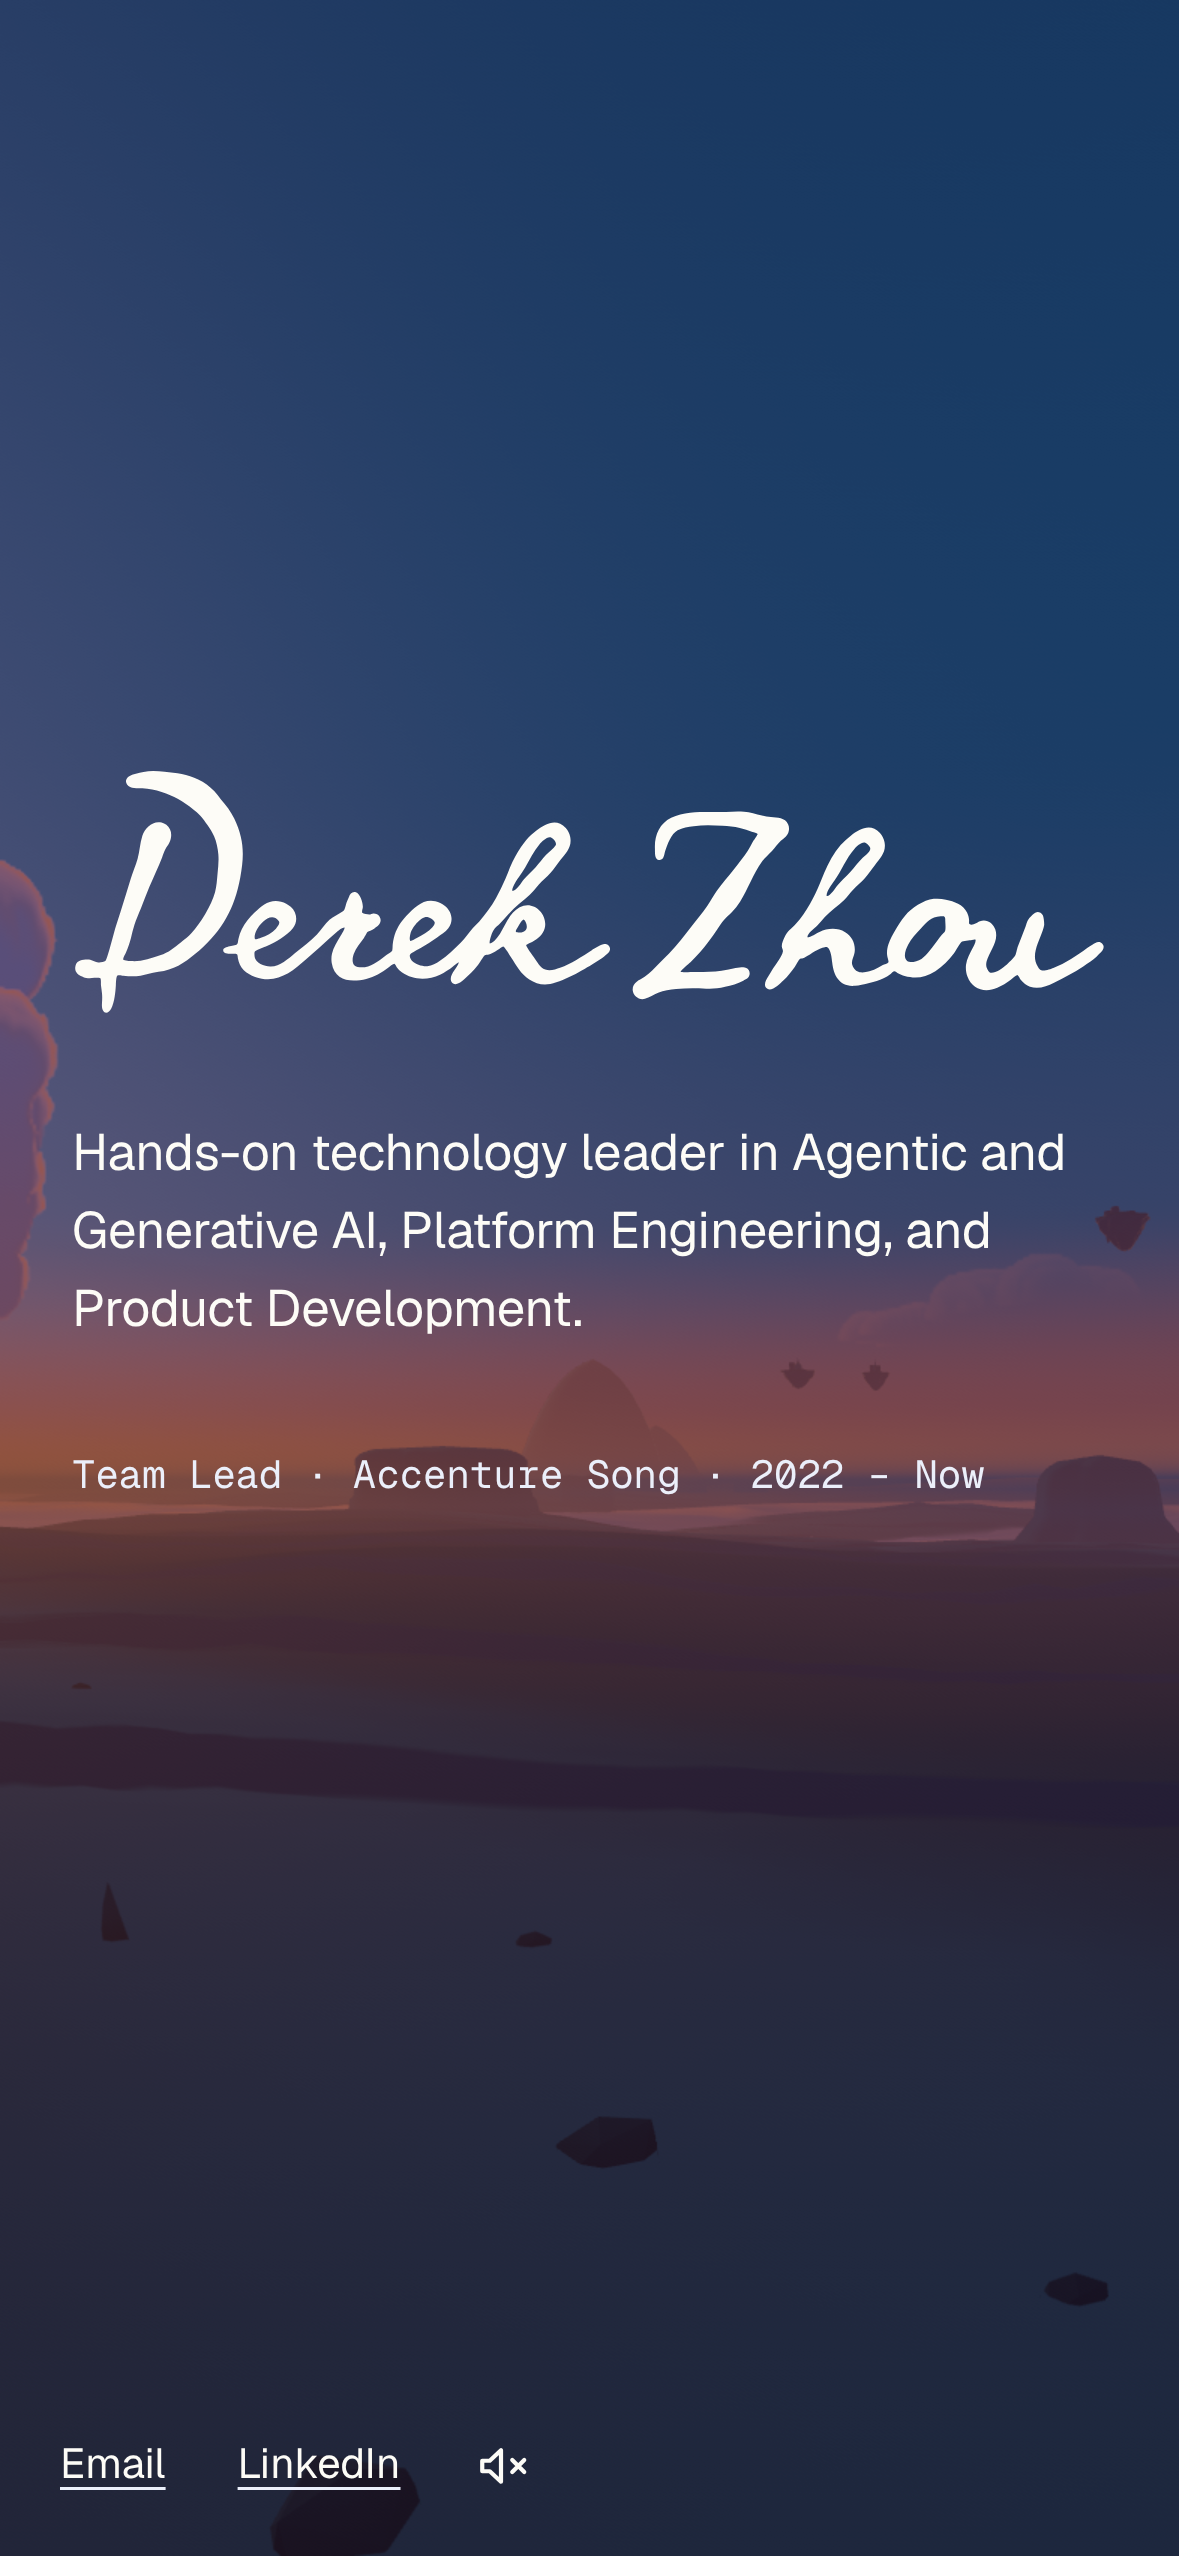 Derek Zhou
Hands-on technology leader in Agentic and
Generative AI, Platform Engineering, and
Product Development.
Team Lead · Accenture Song · 2022 – Now
Email LinkedIn